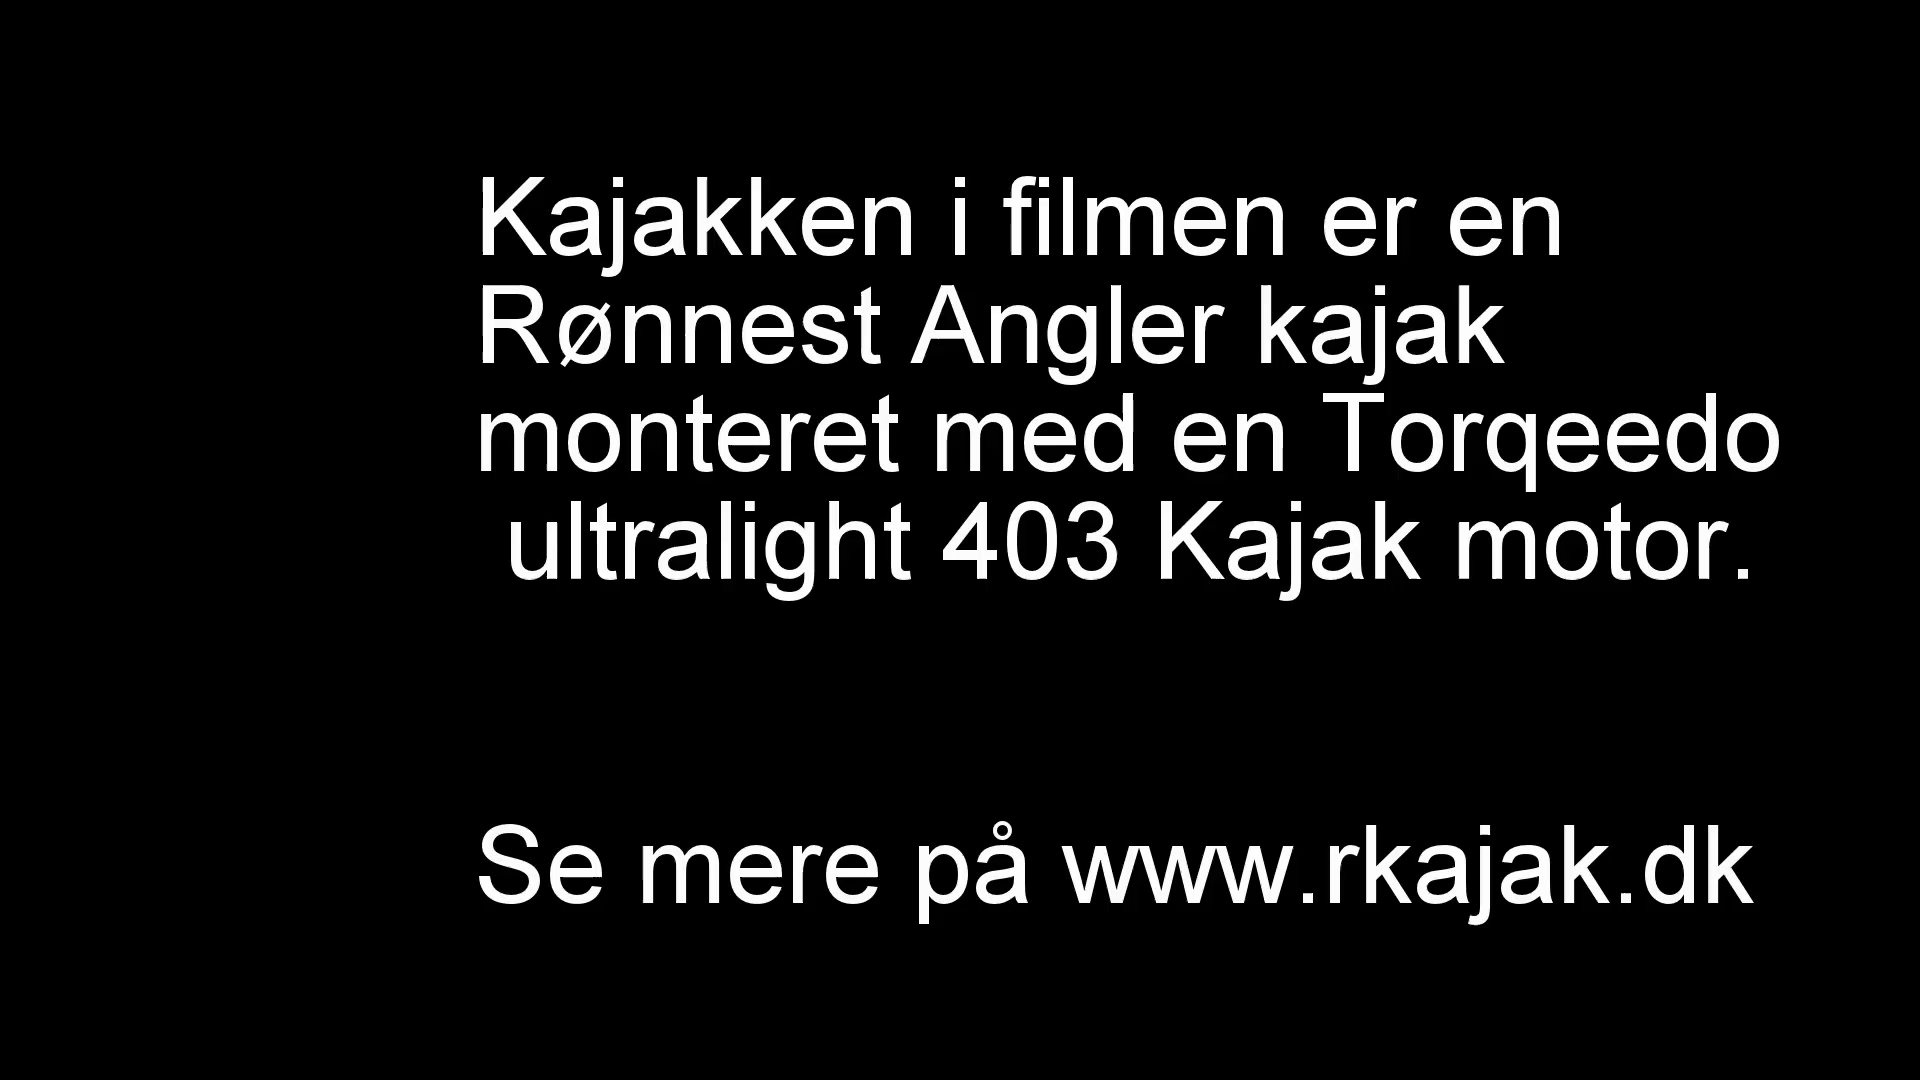 Kajakken i filmen er en
Rønnest Angler kajak
monteret med en Torqeedo
ultralight 403 Kajak motor.
Se mere på www.rkajak.dk